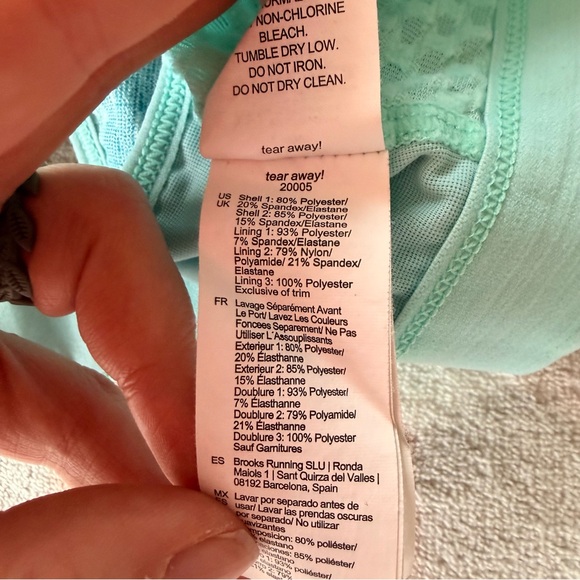 NON-CHLORINE
BLEACH.
TUMBLE DRY LOW.
DO NOT IRON.
DO NOT DRY CLEAN.
tear away!
tear away!
20005
US Shell 1: 80% Polyester/
UK 20% Spandex/Elastane
Shell 2: 85% Polyester/
15% Spandex/Elastane
Lining 1: 93% Polyester/
7% Spandex/Elastane
Lining 2: 79% Nylon/
Polyamide/ 21% Spandex/
Elastane
Lining 3: 100% Polyester
Exclusive of trim
FR Lavage Séparément Avant
Le Port/ Lavez Les Couleurs
Foncees Separement/ Ne Pas
Utiliser L'Assouplissants
Exterieur 1: 80% Polyester/
20% Élasthanne
Exterieur 2: 85% Polyester/
15% Élasthanne
Doublure 1: 93% Polyester/
7% Élasthanne
Doublure 2: 79% Polyamide/
21% Élasthanne
Doublure 3: 100% Polyester
Sauf Garnitures
ES Brooks Running SLU | Ronda
Maiols 1 | Sant Quirza del Valles |
08192 Barcelona, Spain
MX Lavar por separado antes de
usar/ Lavar las prendas oscuras
por separado/ No utilizar
suavizantes
80% poliéster/
elastano
85% poliéster/
elastano